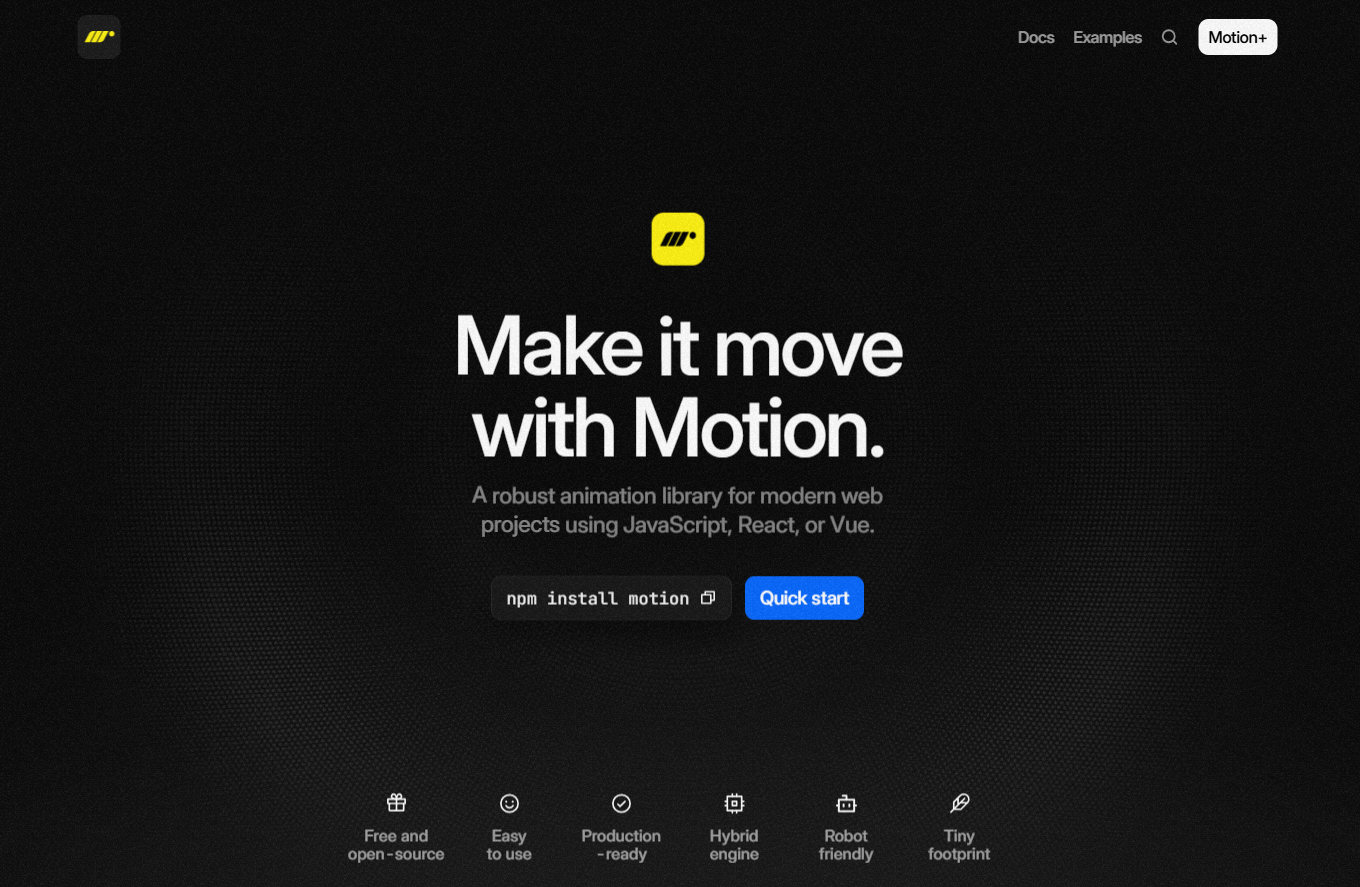 Docs
Examples
Motion+
Make it move
with Motion.
A robust animation library for modern web
projects using JavaScript, React, or Vue.
npm install motion
Quick start
Free and
open-source
Easy
to use
Production
-ready
Hybrid
engine
Robot
friendly
Tiny
footprint